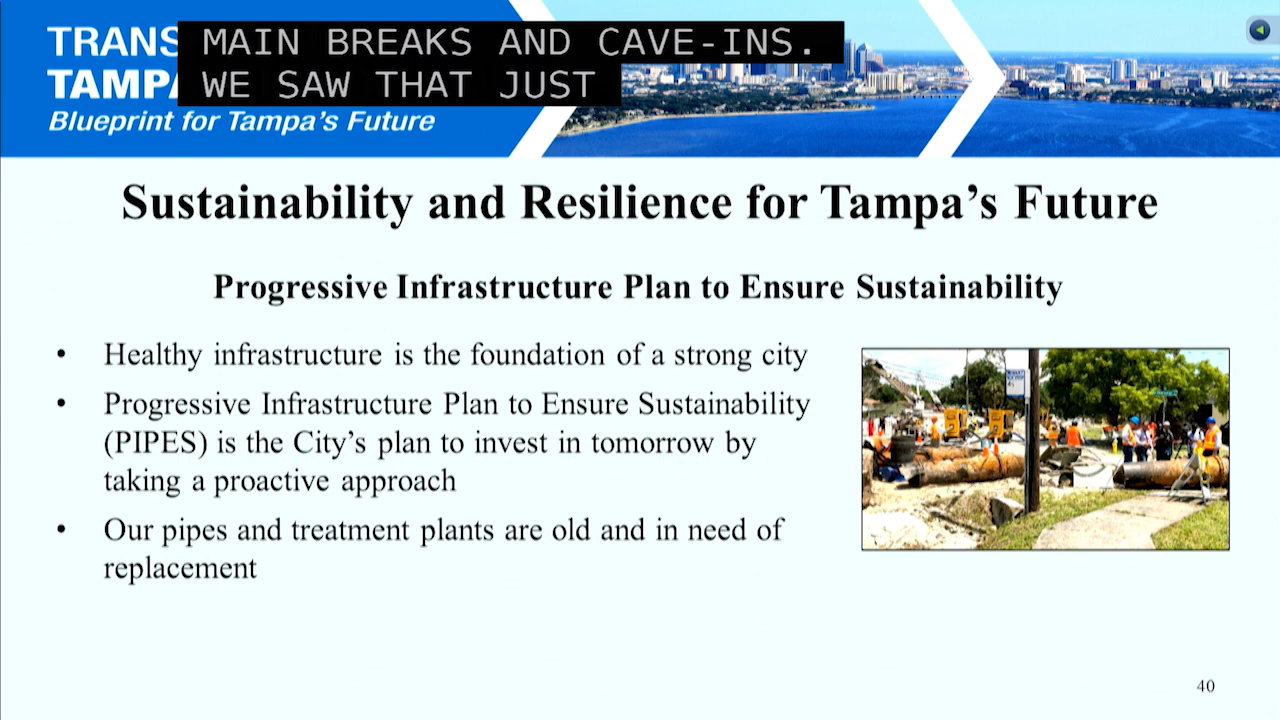 TRANS
MAIN BREAKS AND CAVE-INS.
TAMPA
WE SAW THAT JUST
Blueprint for Tampa's Future
Sustainability and Resilience for Tampa's Future
Progressive Infrastructure Plan to Ensure Sustainability
• Healthy infrastructure is the foundation of a strong city
• Progressive Infrastructure Plan to Ensure Sustainability
(PIPES) is the City's plan to invest in tomorrow by
taking a proactive approach
• Our pipes and treatment plants are old and in need of
replacement
40